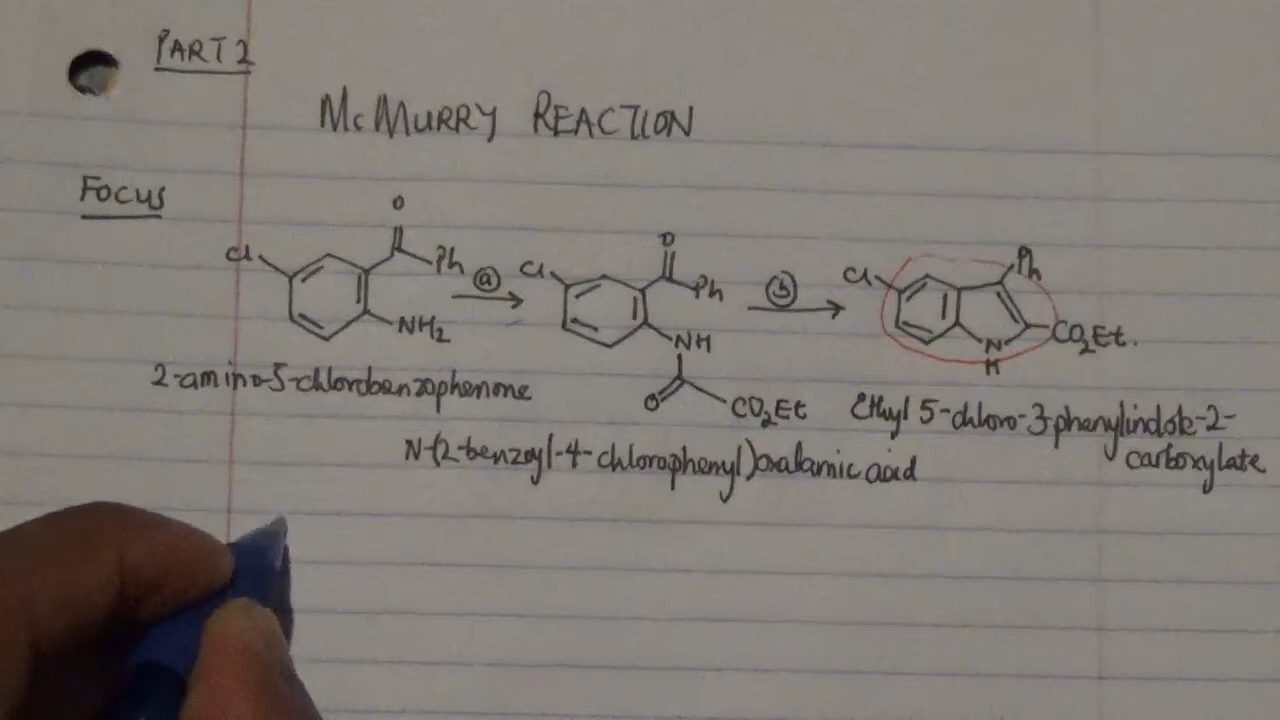 PART 2
McMURRY REACTION
FOCUS
O
Cl
Ph
NH₂
a
O
Cl
Ph
NH
O
CO₂Et
b
Cl
Ph
N
H
CO₂Et.
2-amino-5-chlorobenzophenone
N-(2-benzoyl-4-chlorophenyl)oxalamic acid
Ethyl 5-chloro-3-phenylindole-2-
carboxylate